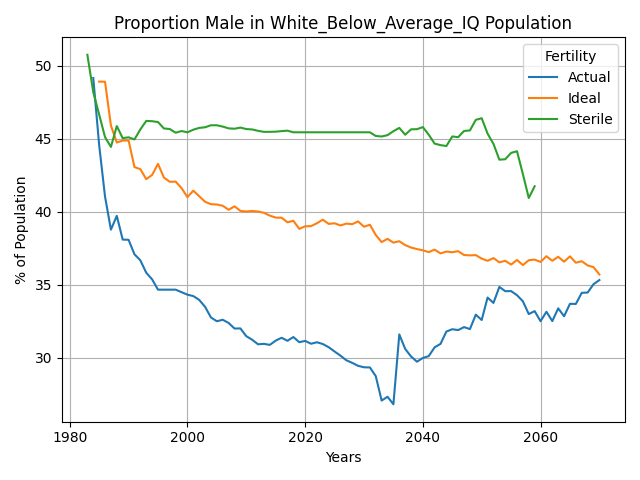 Proportion Male in White_Below_Average_IQ Population
Fertility
Actual
Ideal
Sterile
% of Population
50
45
40
35
30
1980
2000
2020
2040
2060
Years